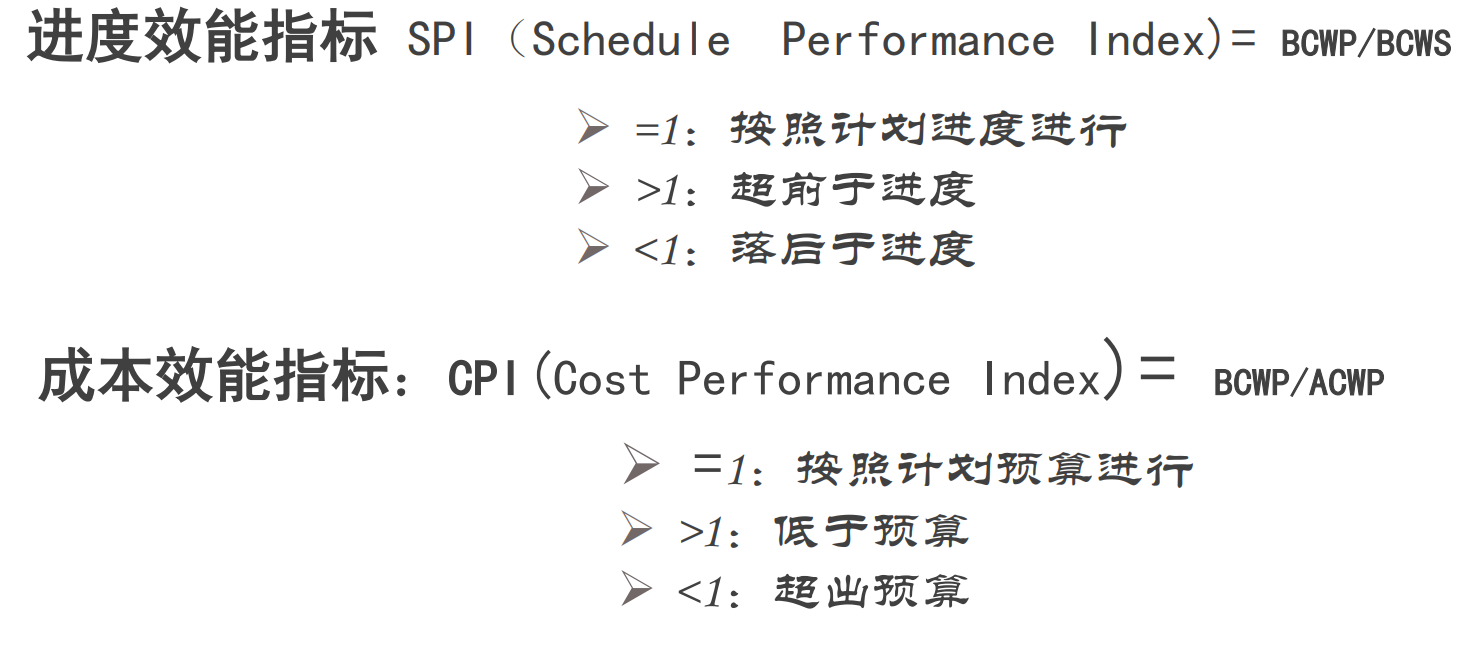 进度效能指标 SPI（Schedule Performance Index)= BCWP/BCWS
➢ =1：按照计划进度进行
➢ >1：超前于进度
➢ <1：落后于进度
成本效能指标：CPI(Cost Performance Index)= BCWP/ACWP
➢ =1：按照计划预算进行
➢ >1：低于预算
➢ <1：超出预算